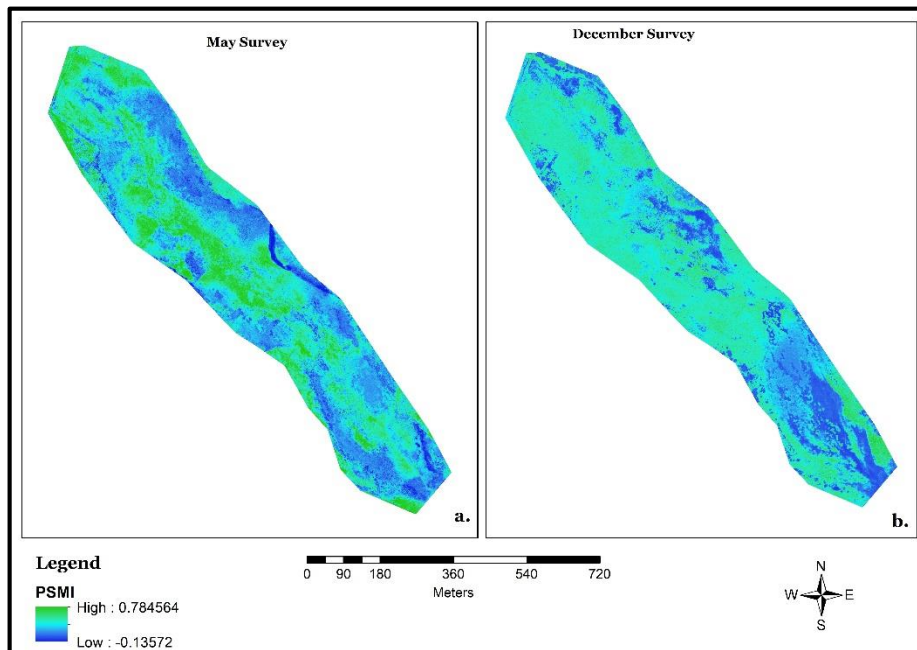 May Survey
December Survey
a.
b.
Legend
PSMI
High : 0.784564
Low : -0.13572
0 90 180 360 540 720
Meters
N
W E
S